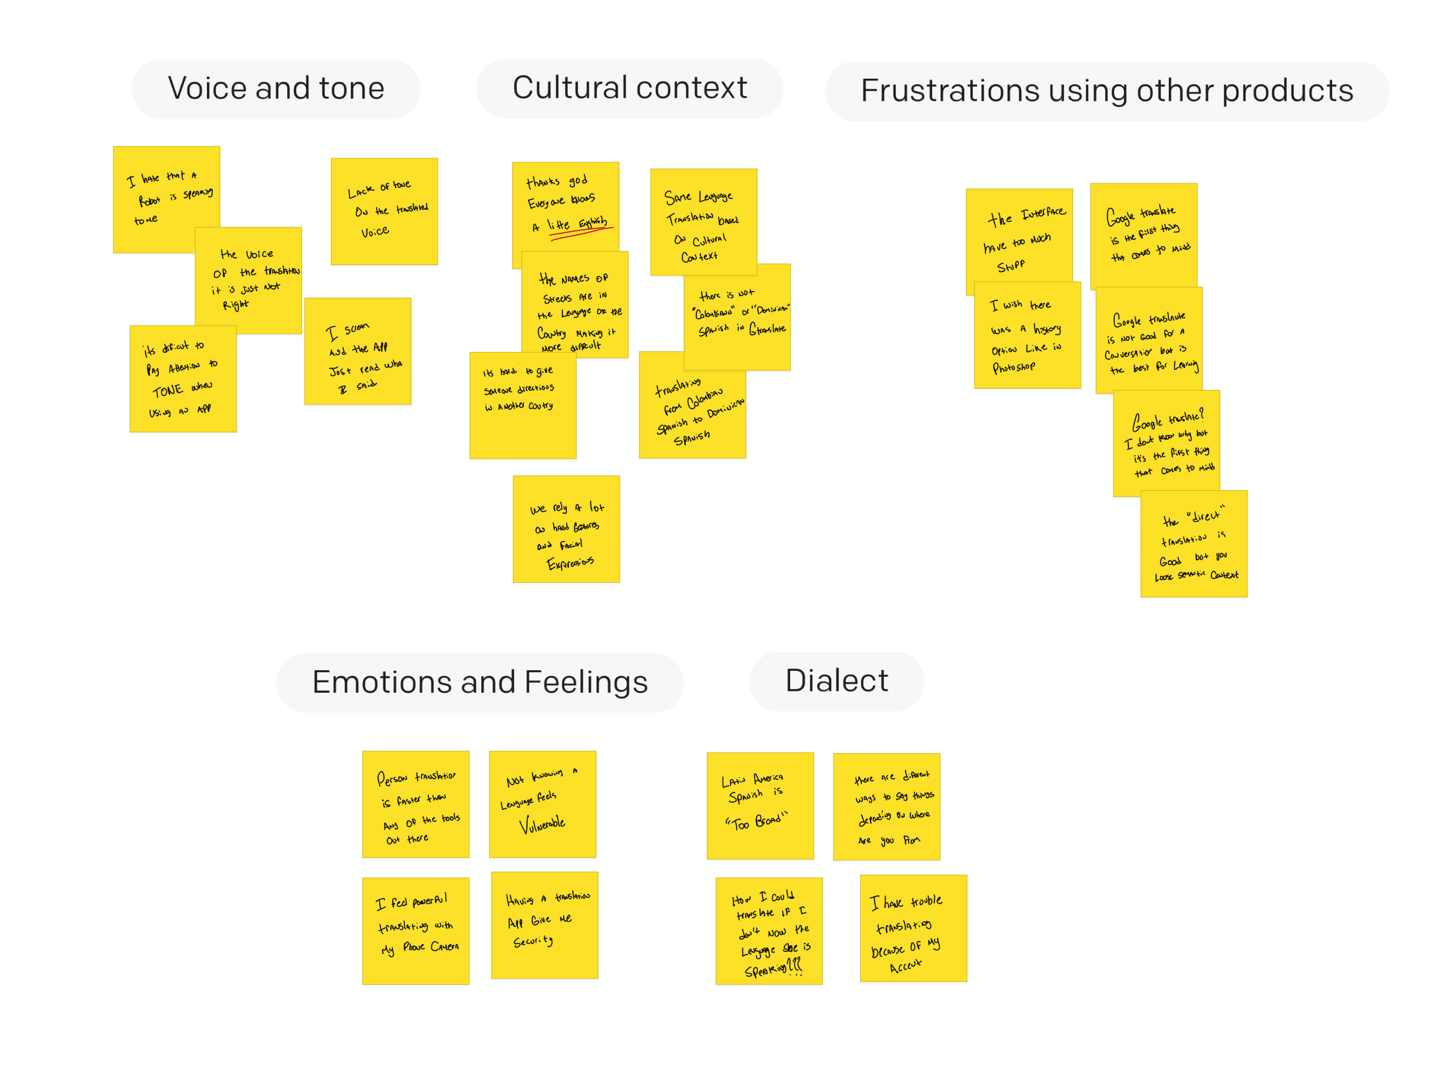 Voice and tone
I hate that a
Robot is speaking
to me
Lack of tone
On the translated
Voice
the Voice
OF the translation
it is Just Not
Right
I scream
And the App
Just read what
I said
its dificult to
Pay Attention to
TONE when
Using an App
Cultural context
thanks god
Everyone knows
A litte English
Same Language
Translation based
On Cultural
Context
the NAMES OF
Streets are in
the Language OF the
Country Making it
More difficult
there is not
"Colombian" or "Dominican"
Spanish in Gtranslate
its hard to give
Someone directions
in Another Coutry
translating
from Colombian
Spanish to Dominican
Spanish
we rely a lot
on hand gestures
and Facial
Expressions
Frustrations using other products
the Interface
have too much
Stuff
Google translate
is the first thing
that comes to mind
I wish there
was a history
Option Like in
Photoshop
Google translate
is not Good for a
Conversation but is
the best for Learning
Google translate?
I dont know why but
it's the first thing
that comes to mind
the "direct"
translation is
Good but you
loose semantic context
Emotions and Feelings
Person translation
is faster than
Any OF the tools
Out there
Not knowing a
Language feels
Vulnerable
I feel powerful
translating with
My Phone Camera
Having a translation
App Give Me
Security
Dialect
Latin America
Spanish is
"Too Broad"
there are diferent
ways to say things
depending On where
Are you From
How I could
translate if I
don't now the
Language she is
Speaking?!!
I have trouble
translating
because OF My
Accent